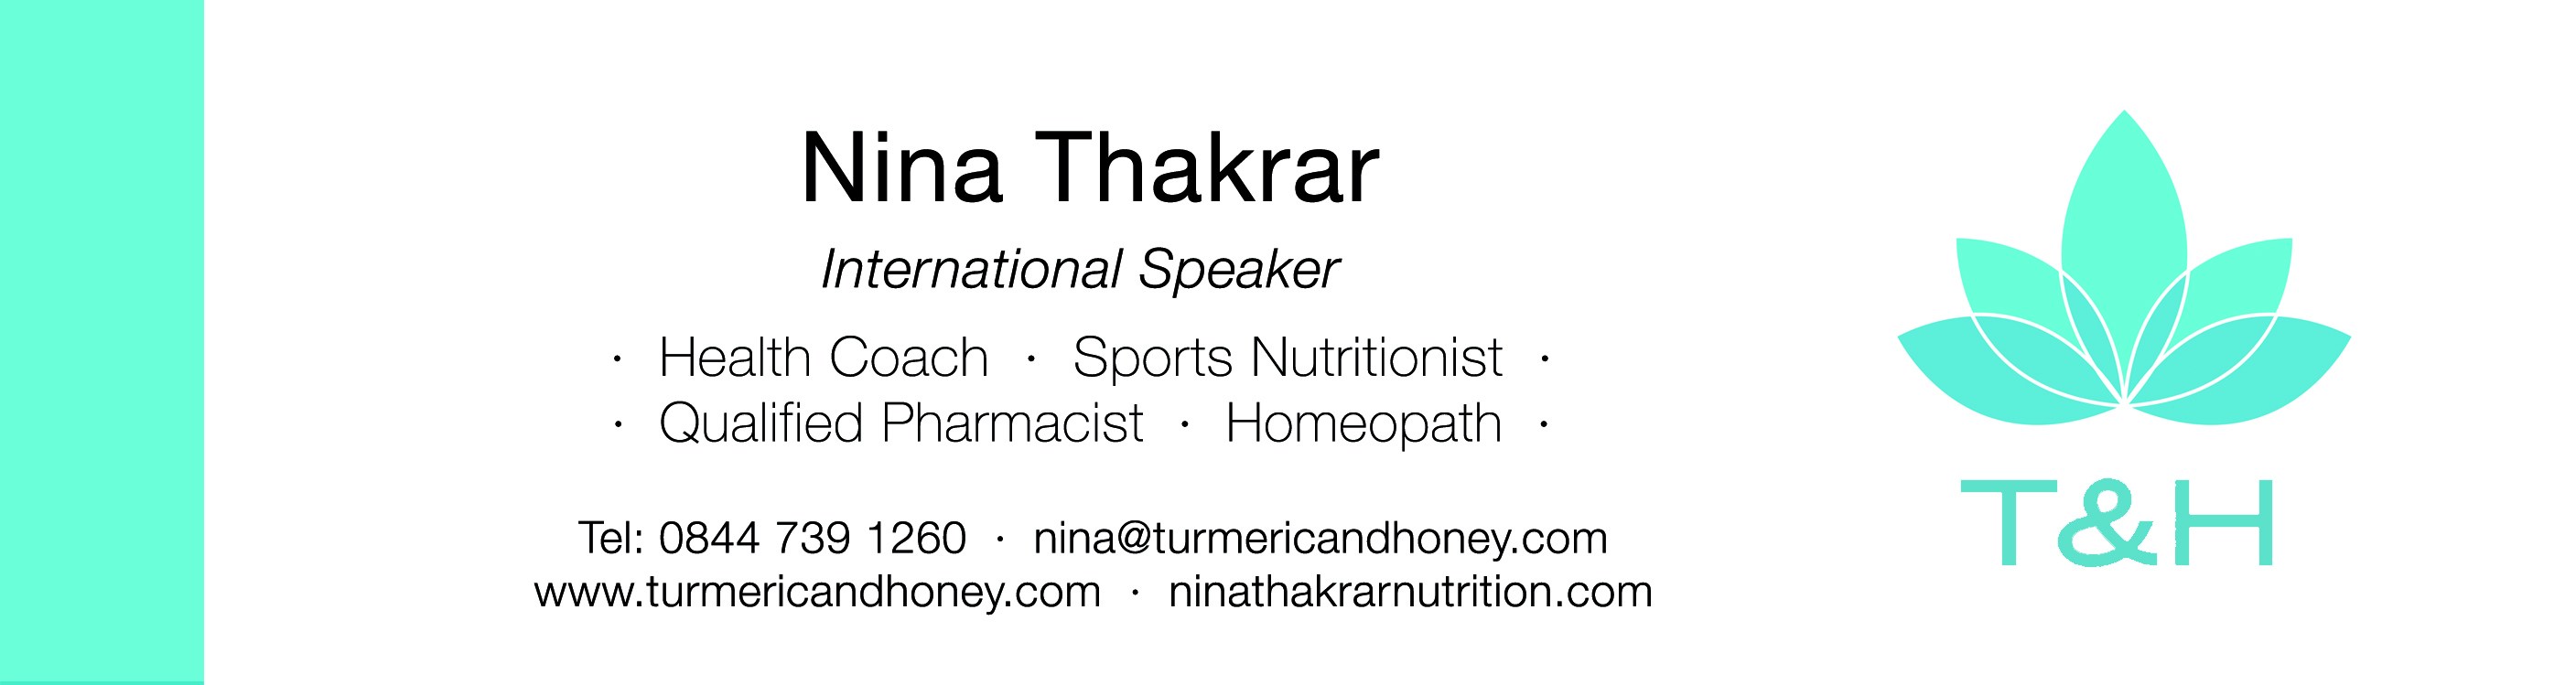 Nina Thakrar
International Speaker
· Health Coach · Sports Nutritionist ·
· Qualified Pharmacist · Homeopath ·
Tel: 0844 739 1260 · nina@turmericandhoney.com
www.turmericandhoney.com · ninathakrarnutrition.com
T&H